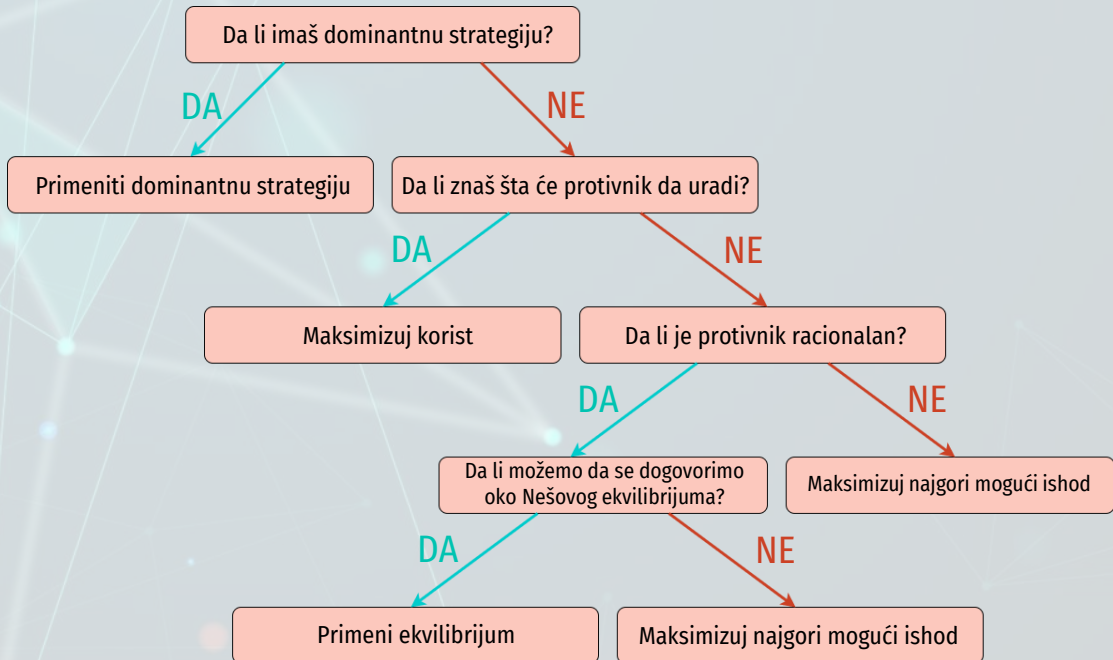 Da li imaš dominantnu strategiju?
DA
NE
Primeniti dominantnu strategiju
Da li znaš šta će protivnik da uradi?
DA
NE
Maksimizuj korist
Da li je protivnik racionalan?
DA
NE
Da li možemo da se dogovorimo
oko Nešovog ekvilibrijuma?
Maksimizuj najgori mogući ishod
DA
NE
Primeni ekvilibrijum
Maksimizuj najgori mogući ishod